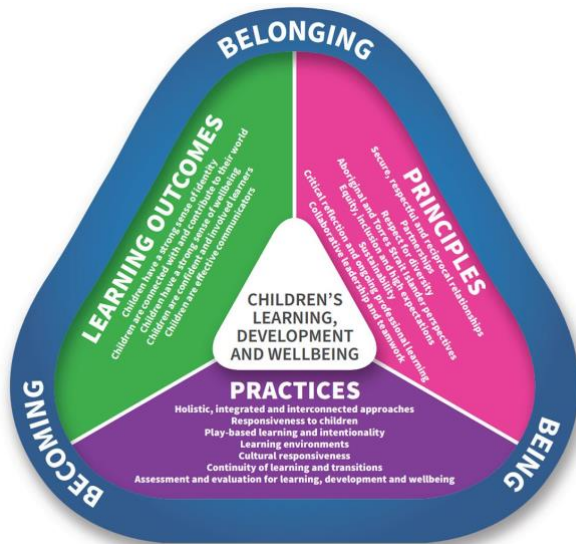 BELONGING
LEARNING OUTCOMES
Children have a strong sense of identity
Children are connected with and contribute to their world
Children have a strong sense of wellbeing
Children are confident and involved learners
Children are effective communicators
PRINCIPLES
Secure, respectful and reciprocal relationships
Partnerships
Respect for diversity
Aboriginal and Torres Strait Islander perspectives
Equity, inclusion and high expectations
Sustainability
Critical reflection and ongoing professional learning
Collaborative leadership and teamwork
CHILDREN’S
LEARNING,
DEVELOPMENT
AND WELLBEING
PRACTICES
Holistic, integrated and interconnected approaches
Responsiveness to children
Play-based learning and intentionality
Learning environments
Cultural responsiveness
Continuity of learning and transitions
Assessment and evaluation for learning, development and wellbeing
BECOMING
BEING